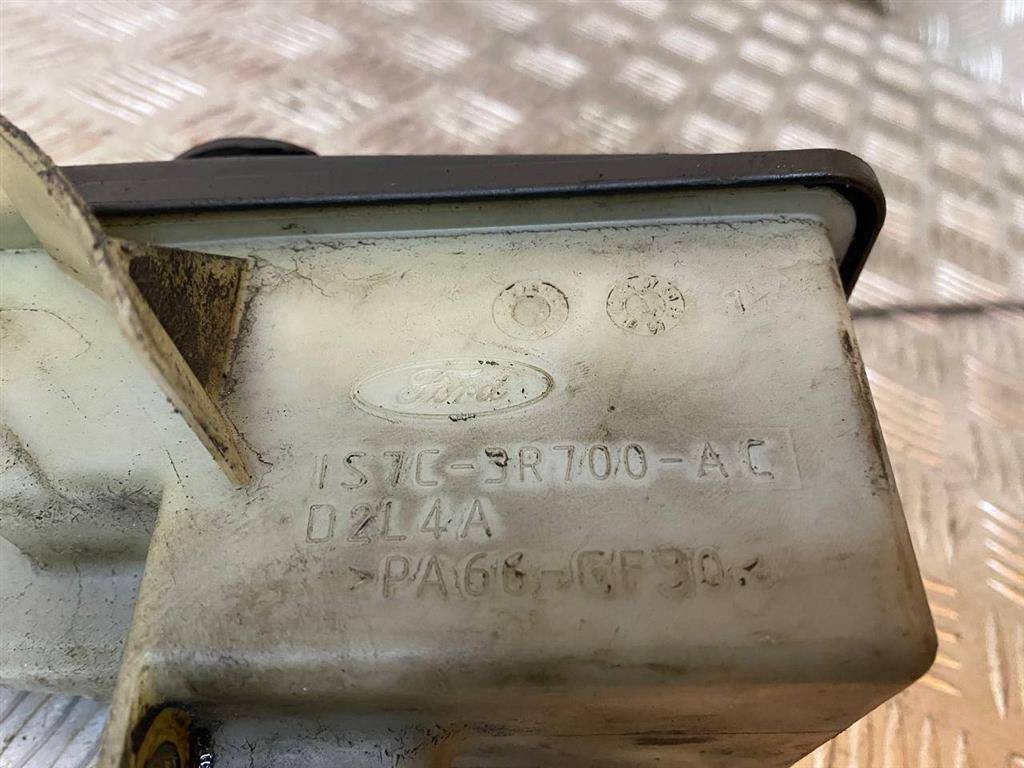 Ford
1S7C-3R700-AC
D2L4A
>PA66-GF30<